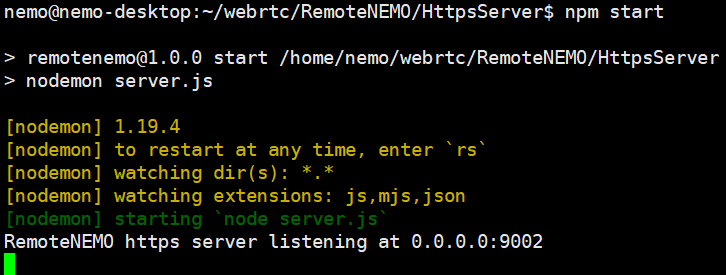 nemo@nemo-desktop:~/webrtc/RemoteNEMO/HttpsServer$ npm start
> remotenemo@1.0.0 start /home/nemo/webrtc/RemoteNEMO/HttpsServer
> nodemon server.js
[nodemon] 1.19.4
[nodemon] to restart at any time, enter `rs`
[nodemon] watching dir(s): *.*
[nodemon] watching extensions: js,mjs,json
[nodemon] starting `node server.js`
RemoteNEMO https server listening at 0.0.0.0:9002